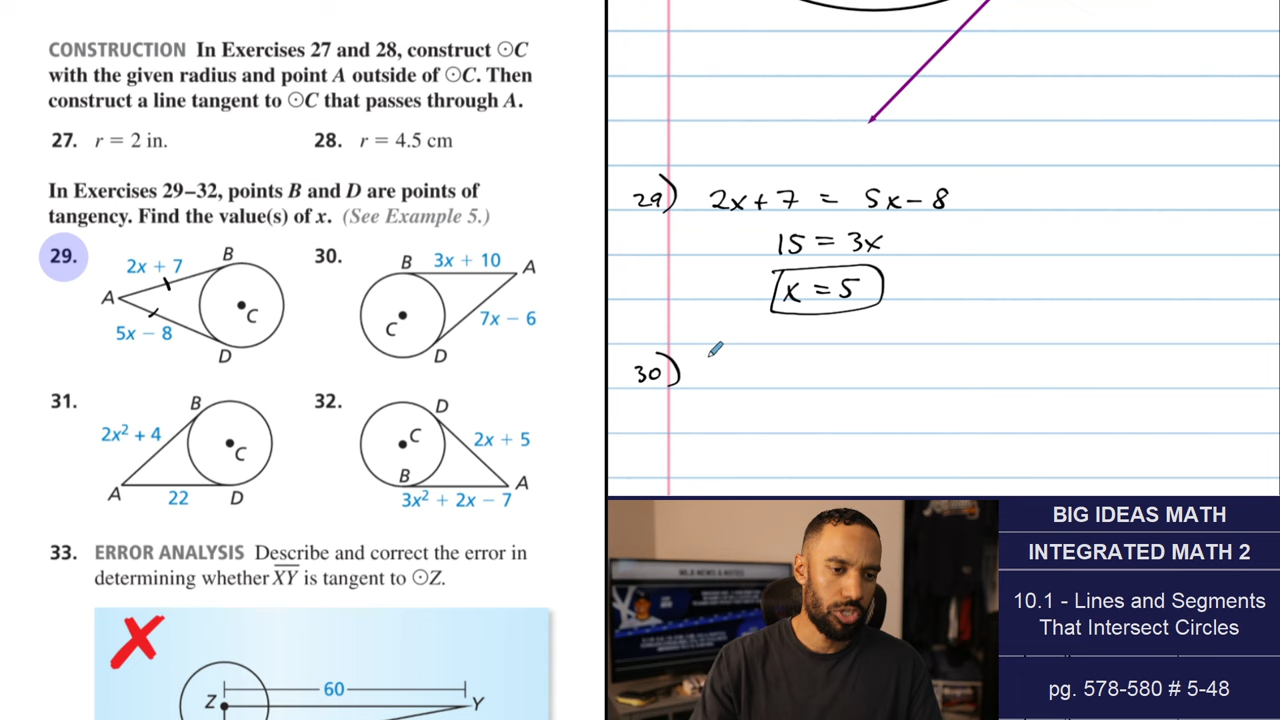 CONSTRUCTION In Exercises 27 and 28, construct ⊙C
with the given radius and point A outside of ⊙C. Then
construct a line tangent to ⊙C that passes through A.
27. r = 2 in.
28. r = 4.5 cm
In Exercises 29–32, points B and D are points of
tangency. Find the value(s) of x. (See Example 5.)
29.
2x + 7
B
A
C
5x − 8
D
30.
B
3x + 10
A
C
7x − 6
D
31.
B
2x² + 4
C
A
22
D
32.
D
C
2x + 5
B
A
3x² + 2x − 7
33. ERROR ANALYSIS Describe and correct the error in
determining whether XY is tangent to ⊙Z.
60
Z
Y
29) 2x + 7 = 5x − 8
15 = 3x
x = 5
30)
BIG IDEAS MATH
INTEGRATED MATH 2
10.1 - Lines and Segments
That Intersect Circles
pg. 578-580 # 5-48